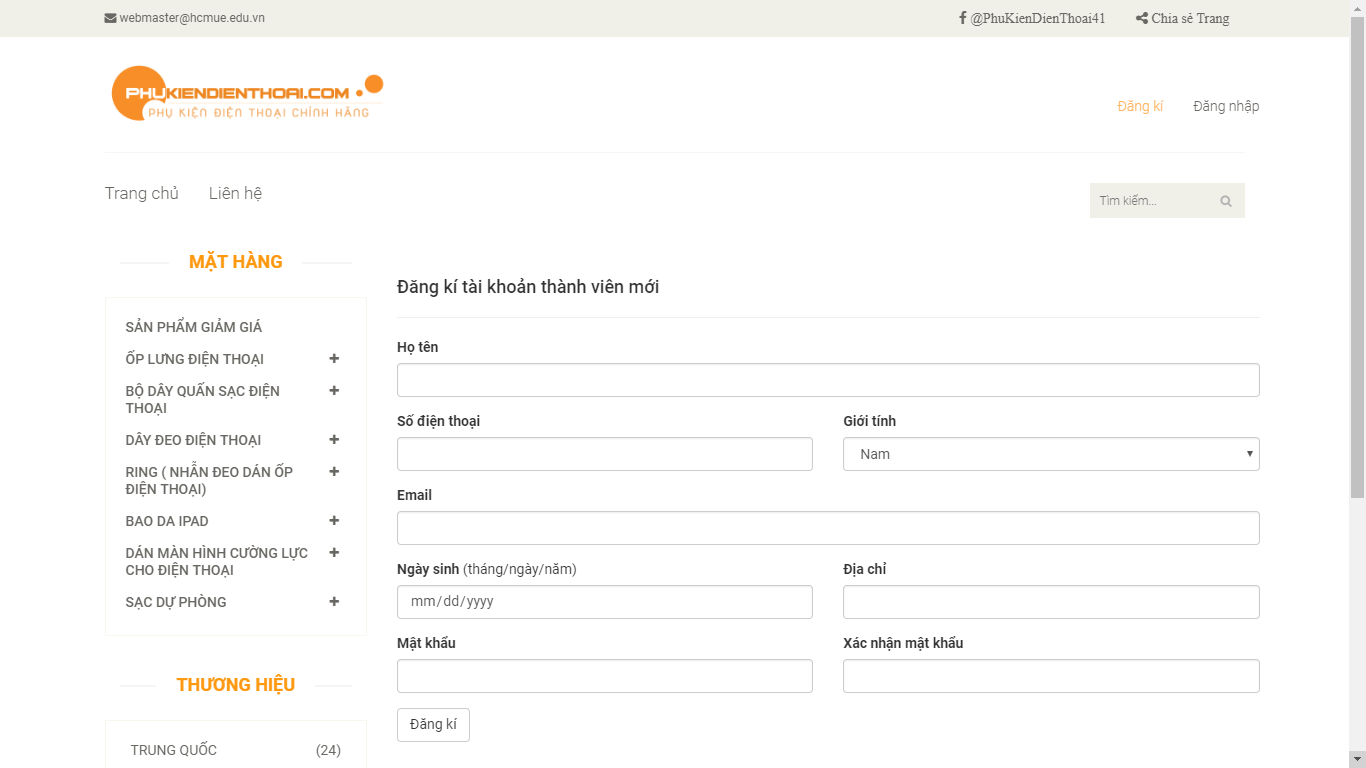 webmaster@hcmue.edu.vn
@PhuKienDienThoai41
Chia sẻ Trang
PHUKIENDIENTHOAI.COM
PHỤ KIỆN ĐIỆN THOẠI CHÍNH HÃNG
Đăng kí
Đăng nhập
Trang chủ
Liên hệ
Tìm kiếm...
MẶT HÀNG
SẢN PHẨM GIẢM GIÁ
ỐP LƯNG ĐIỆN THOẠI
BỘ DÂY QUẤN SẠC ĐIỆN
THOẠI
DÂY ĐEO ĐIỆN THOẠI
RING ( NHẪN ĐEO DÁN ỐP
ĐIỆN THOẠI)
BAO DA IPAD
DÁN MÀN HÌNH CƯỜNG LỰC
CHO ĐIỆN THOẠI
SẠC DỰ PHÒNG
THƯƠNG HIỆU
TRUNG QUỐC (24)
Đăng kí tài khoản thành viên mới
Họ tên
Số điện thoại
Giới tính
Nam
Email
Ngày sinh (tháng/ngày/năm)
Địa chỉ
mm/dd/yyyy
Mật khẩu
Xác nhận mật khẩu
Đăng kí